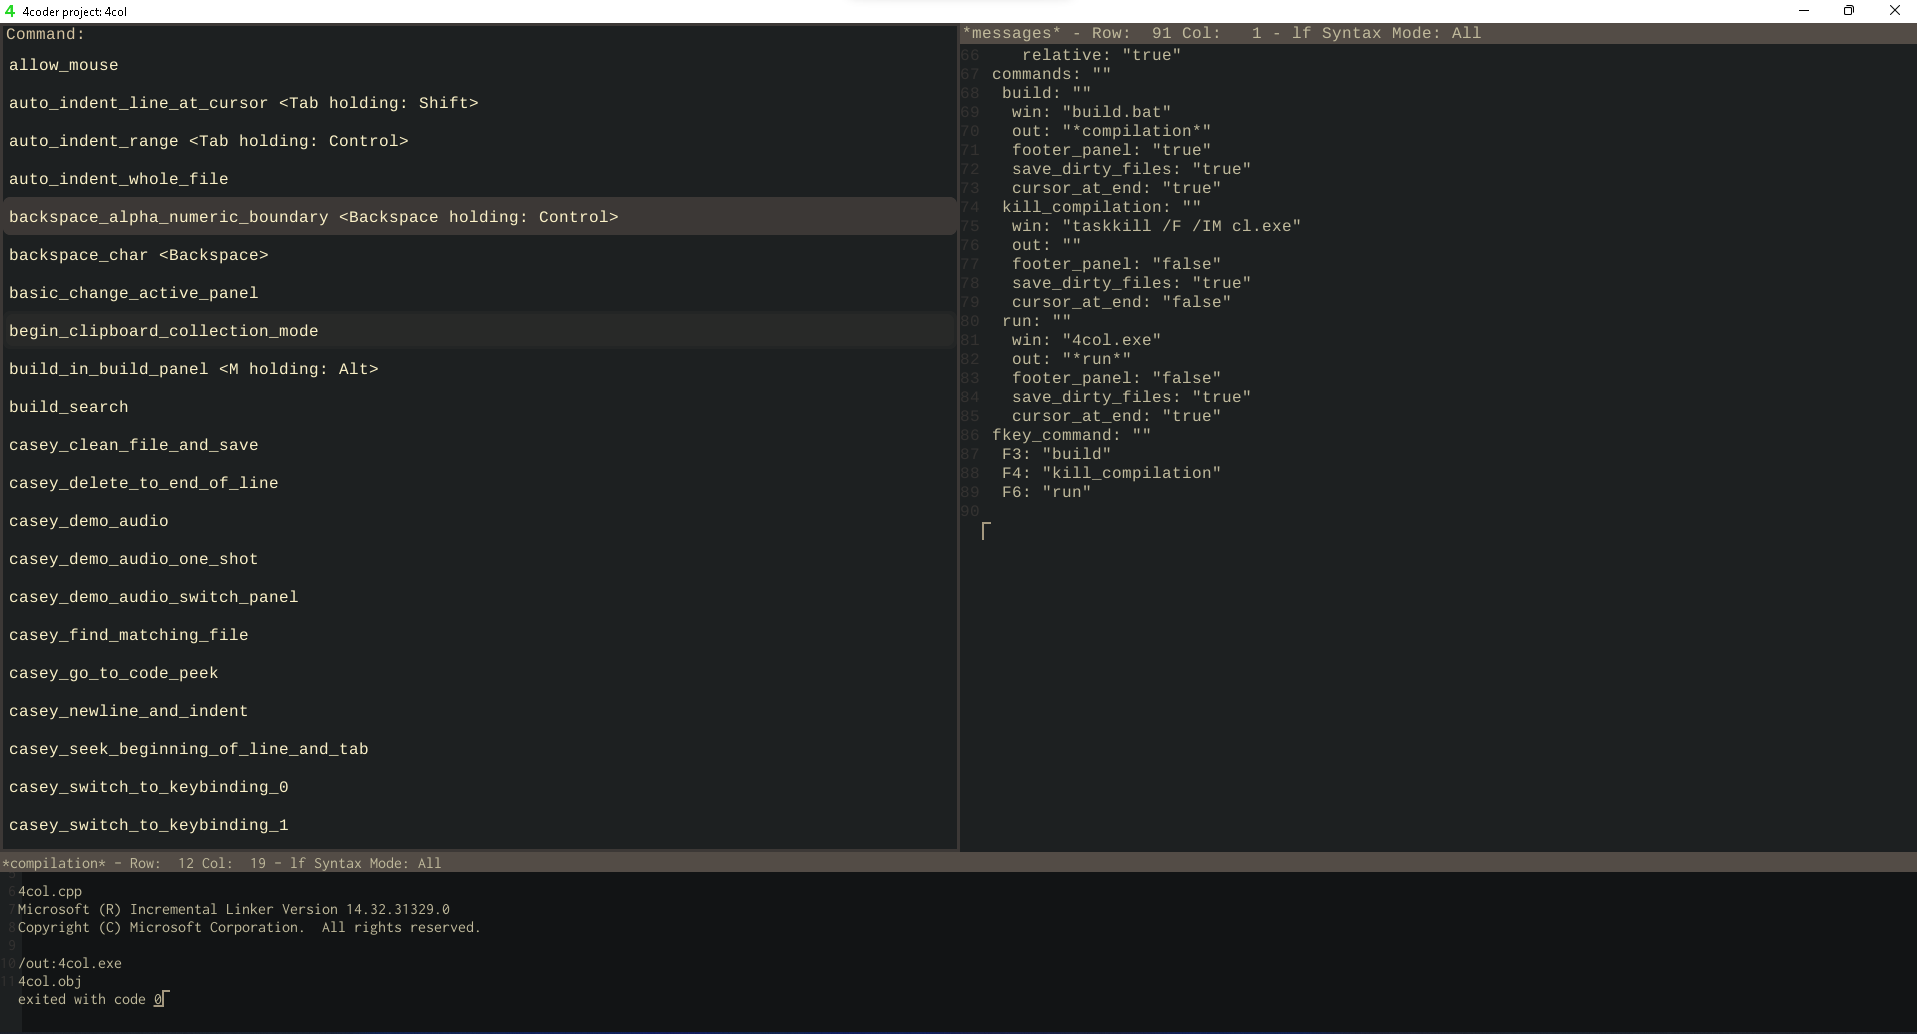 4 4coder project: 4col
Command:
allow_mouse
auto_indent_line_at_cursor <Tab holding: Shift>
auto_indent_range <Tab holding: Control>
auto_indent_whole_file
backspace_alpha_numeric_boundary <Backspace holding: Control>
backspace_char <Backspace>
basic_change_active_panel
begin_clipboard_collection_mode
build_in_build_panel <M holding: Alt>
build_search
casey_clean_file_and_save
casey_delete_to_end_of_line
casey_demo_audio
casey_demo_audio_one_shot
casey_demo_audio_switch_panel
casey_find_matching_file
casey_go_to_code_peek
casey_newline_and_indent
casey_seek_beginning_of_line_and_tab
casey_switch_to_keybinding_0
casey_switch_to_keybinding_1
*messages* - Row:  91 Col:   1 - lf Syntax Mode: All
66     relative: "true"
67  commands: ""
68   build: ""
69    win: "build.bat"
70    out: "*compilation*"
71    footer_panel: "true"
72    save_dirty_files: "true"
73    cursor_at_end: "true"
74   kill_compilation: ""
75    win: "taskkill /F /IM cl.exe"
76    out: ""
77    footer_panel: "false"
78    save_dirty_files: "true"
79    cursor_at_end: "false"
80   run: ""
81    win: "4col.exe"
82    out: "*run*"
83    footer_panel: "false"
84    save_dirty_files: "true"
85    cursor_at_end: "true"
86  fkey_command: ""
87   F3: "build"
88   F4: "kill_compilation"
89   F6: "run"
90
*compilation* - Row:  12 Col:  19 - lf Syntax Mode: All
5
6 4col.cpp
7 Microsoft (R) Incremental Linker Version 14.32.31329.0
8 Copyright (C) Microsoft Corporation.  All rights reserved.
9
10 /out:4col.exe
11 4col.obj
exited with code 0